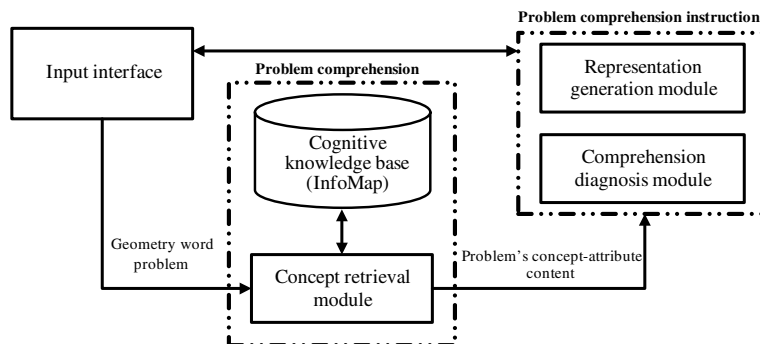 Problem comprehension instruction
Input interface
Problem comprehension
Representation
generation module
Cognitive
knowledge base
(InfoMap)
Comprehension
diagnosis module
Geometry word
problem
Concept retrieval
module
Problem's concept-attribute
content